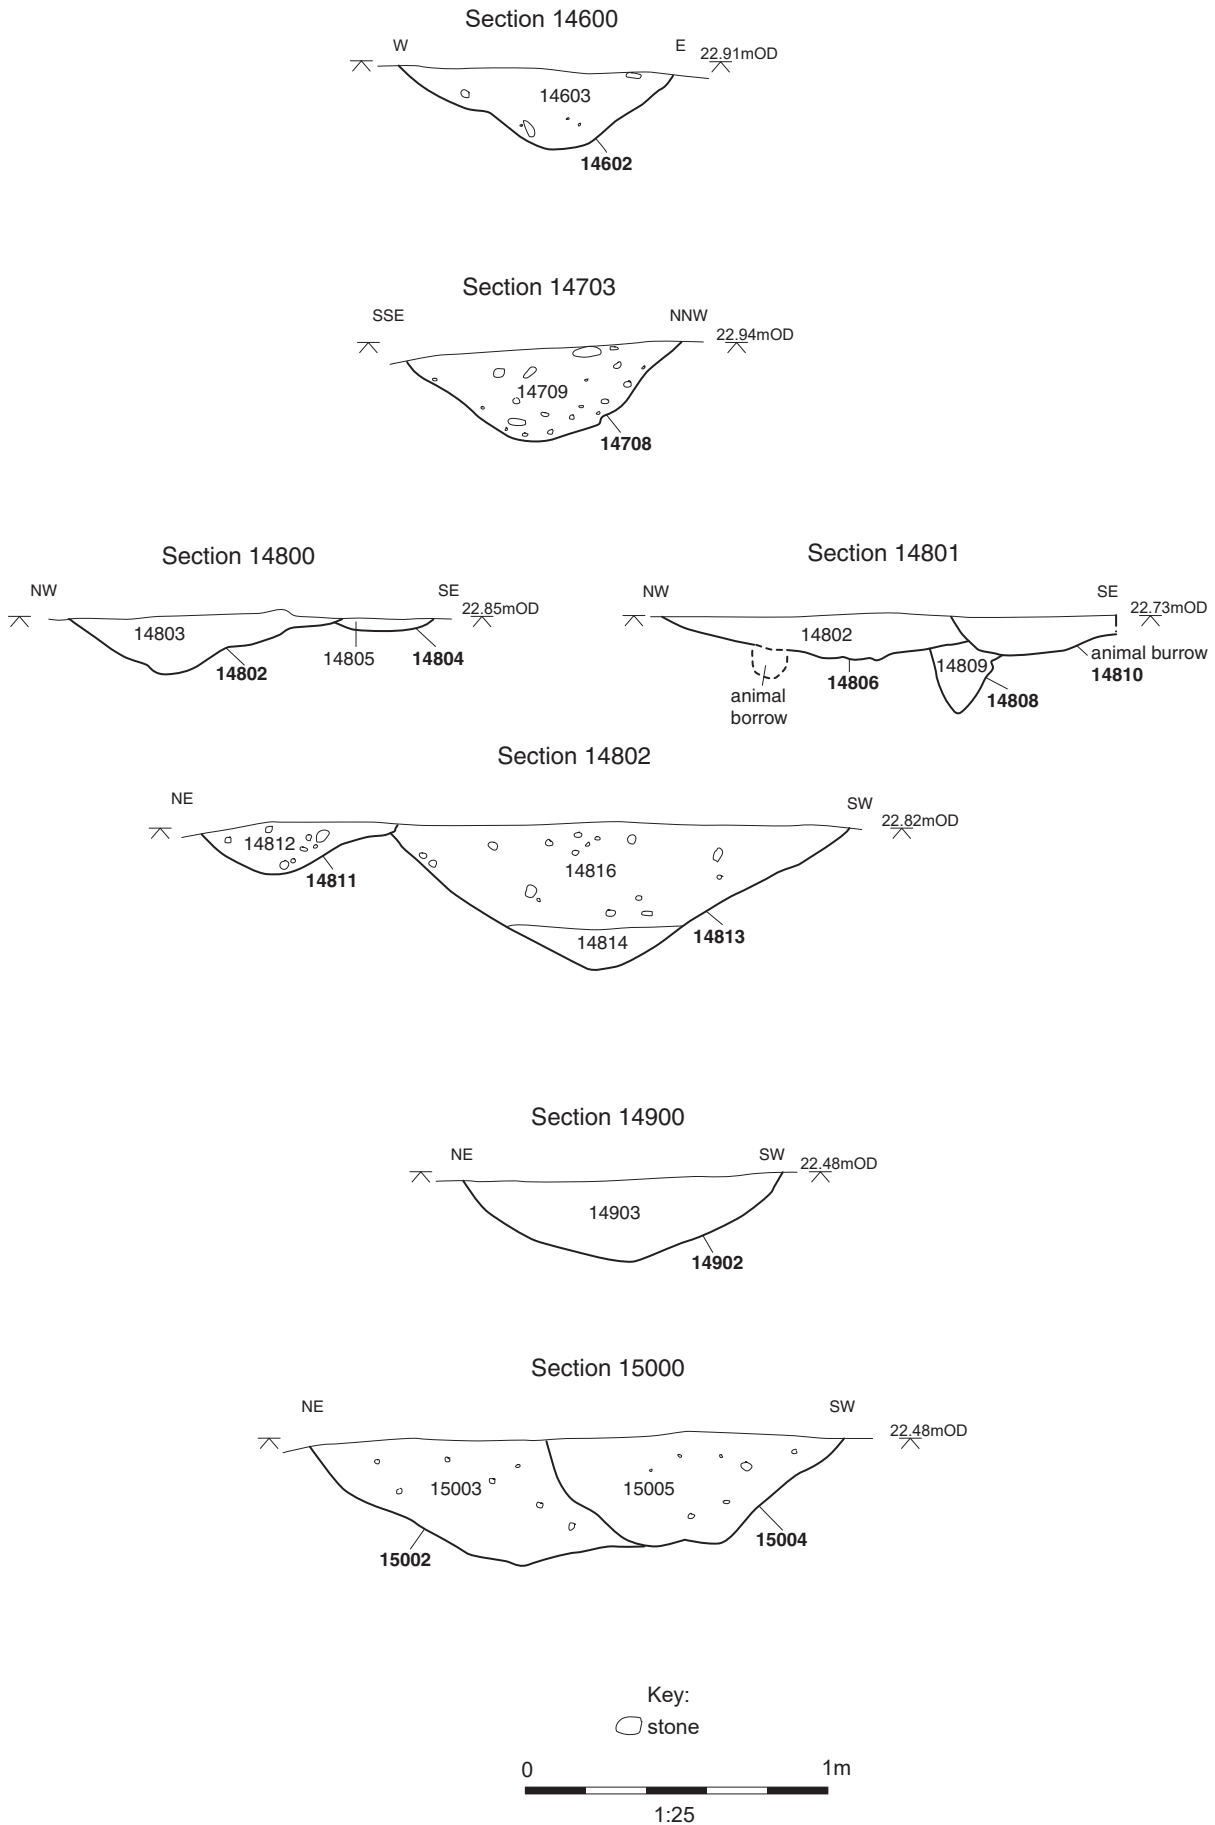 Section 14600
W
E
22.91mOD
14603
14602
Section 14703
SSE
NNW
22.94mOD
14709
14708
Section 14800
NW
SE
22.85mOD
14803
14802
14805
14804
Section 14801
NW
SE
22.73mOD
14802
14809
animal burrow
14810
14806
14808
animal
borrow
Section 14802
NE
SW
22.82mOD
14812
14811
14816
14814
14813
Section 14900
NE
SW
22.48mOD
14903
14902
Section 15000
NE
SW
22.48mOD
15003
15005
15002
15004
Key:
stone
0
1m
1:25